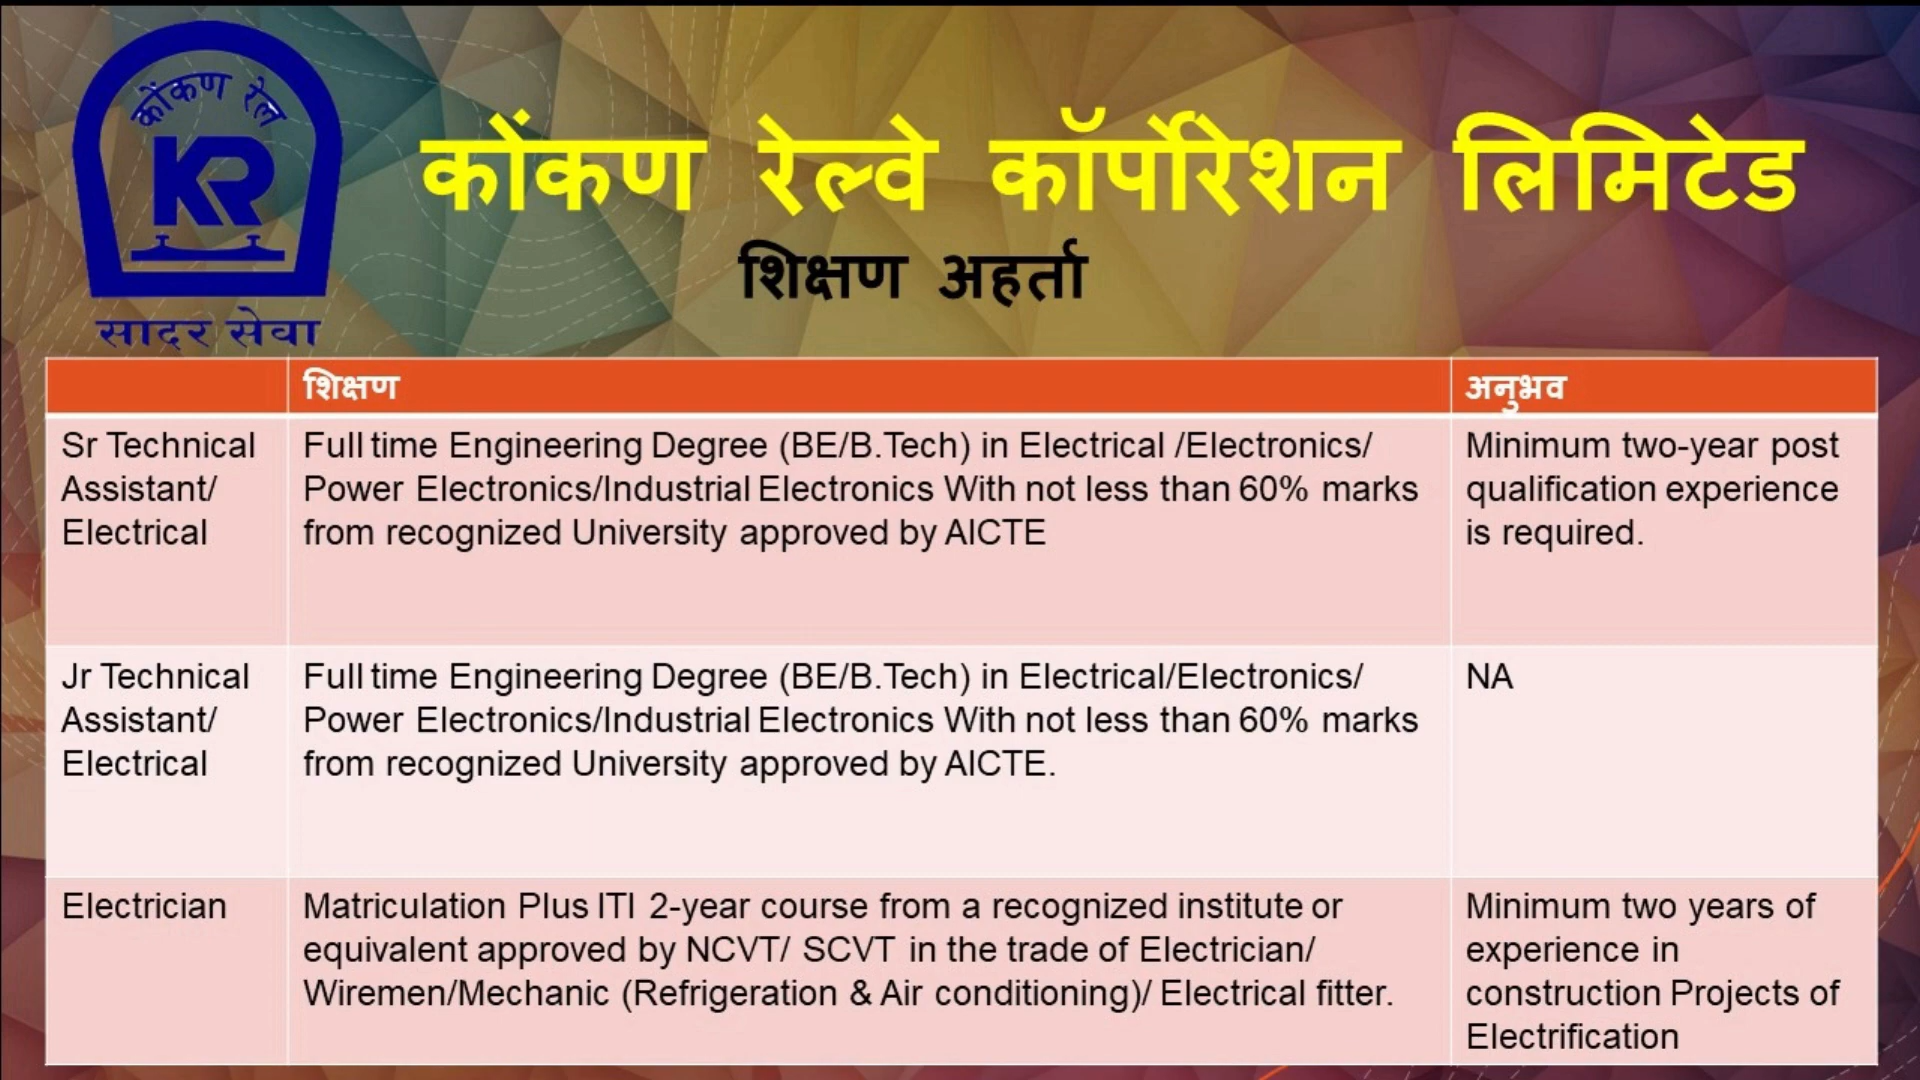 कोंकण रेल
KR
सादर सेवा
कोंकण रेल्वे कॉर्पोरेशन लिमिटेड
शिक्षण अहर्ता
शिक्षण अनुभव
Sr Technical Assistant/ Electrical
Full time Engineering Degree (BE/B.Tech) in Electrical /Electronics/
Power Electronics/Industrial Electronics With not less than 60% marks
from recognized University approved by AICTE
Minimum two-year post
qualification experience
is required.
Jr Technical
Assistant/
Electrical
Full time Engineering Degree (BE/B.Tech) in Electrical/Electronics/
Power Electronics/Industrial Electronics With not less than 60% marks
from recognized University approved by AICTE.
NA
Electrician
Matriculation Plus ITI 2-year course from a recognized institute or
equivalent approved by NCVT/ SCVT in the trade of Electrician/
Wiremen/Mechanic (Refrigeration & Air conditioning)/ Electrical fitter.
Minimum two years of
experience in
construction Projects of
Electrification